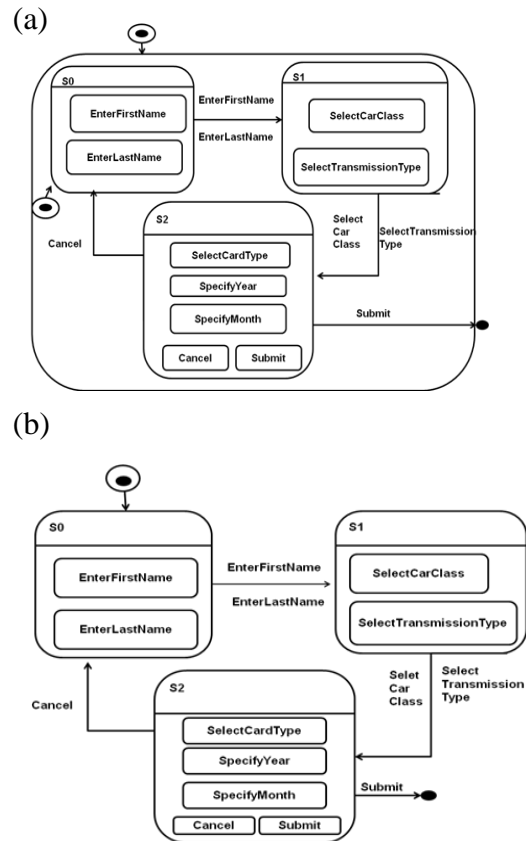 (a)
S0
EnterFirstName
EnterLastName
EnterFirstName
EnterLastName
S1
SelectCarClass
SelectTransmissionType
Cancel
S2
SelectCardType
SpecifyYear
SpecifyMonth
Cancel
Submit
Select
Car
Class
SelectTransmission
Type
Submit
(b)
S0
EnterFirstName
EnterLastName
EnterFirstName
EnterLastName
S1
SelectCarClass
SelectTransmissionType
Cancel
S2
SelectCardType
SpecifyYear
SpecifyMonth
Cancel
Submit
Selet
Car
Class
Select
Transmission
Type
Submit